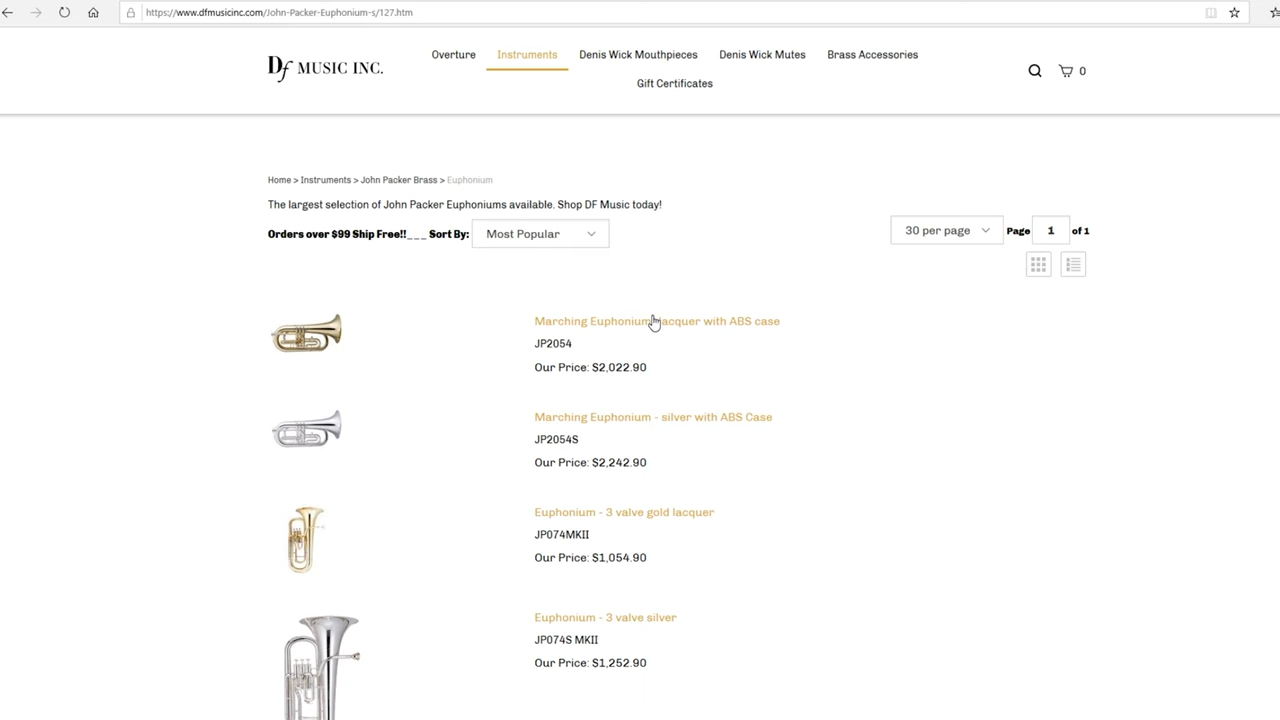 https://www.dfmusicinc.com/John-Packer-Euphonium-s/127.htm
Df MUSIC INC.
Overture
Instruments
Denis Wick Mouthpieces
Denis Wick Mutes
Brass Accessories
Gift Certificates
0
Home > Instruments > John Packer Brass > Euphonium
The largest selection of John Packer Euphoniums available. Shop DF Music today!
Orders over $99 Ship Free!!___ Sort By: Most Popular
30 per page Page 1 of 1
Marching Euphonium lacquer with ABS case
JP2054
Our Price: $2,022.90
Marching Euphonium - silver with ABS Case
JP2054S
Our Price: $2,242.90
Euphonium - 3 valve gold lacquer
JP074MKII
Our Price: $1,054.90
Euphonium - 3 valve silver
JP074S MKII
Our Price: $1,252.90